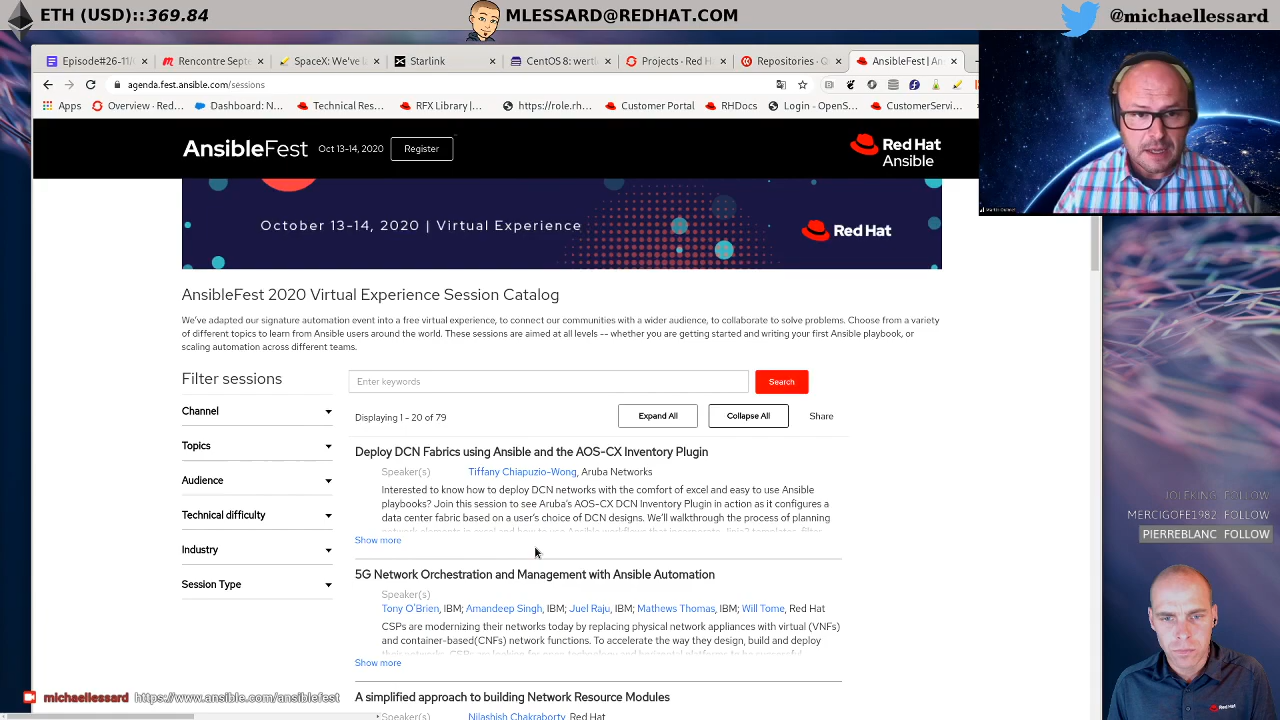 ETH (USD)::369.84
MLESSARD@REDHAT.COM
@michaellessard
Episode#26-11/
Rencontre Septe
SpaceX: We've l
Starlink
CentOS 8: wertl
Projects - Red H
Repositories - Q
AnsibleFest | An
agenda.fest.ansible.com/sessions
Apps
Overview - Red...
Dashboard: N...
Technical Res...
RFX Library |...
https://role.rh...
Customer Portal
RHDocs
Login - OpenS...
CustomerServi...
AnsibleFest
Oct 13-14, 2020
Register
Red Hat
Ansible
October 13-14, 2020 | Virtual Experience
Red Hat
AnsibleFest 2020 Virtual Experience Session Catalog
We've adapted our signature automation event into a free virtual experience, to connect our communities with a wider audience, to collaborate to solve problems. Choose from a variety
of different topics to learn from Ansible users around the world. These sessions are aimed at all levels -- whether you are getting started and writing your first Ansible playbook, or
scaling automation across different teams.
Filter sessions
Channel
Topics
Audience
Technical difficulty
Industry
Session Type
Enter keywords
Search
Displaying 1 - 20 of 79
Expand All
Collapse All
Share
Deploy DCN Fabrics using Ansible and the AOS-CX Inventory Plugin
Speaker(s)
Tiffany Chiapuzio-Wong, Aruba Networks
Interested to know how to deploy DCN networks with the comfort of excel and easy to use Ansible
playbooks? Join this session to see Aruba's AOS-CX DCN Inventory Plugin in action as it configures a
data center fabric based on a user's choice of DCN designs. We'll walkthrough the process of planning
Show more
5G Network Orchestration and Management with Ansible Automation
Speaker(s)
Tony O'Brien, IBM; Amandeep Singh, IBM; Juel Raju, IBM; Mathews Thomas, IBM; Will Tome, Red Hat
CSPs are modernizing their networks today by replacing physical network appliances with virtual (VNFs)
and container-based(CNFs) network functions. To accelerate the way they design, build and deploy
Show more
A simplified approach to building Network Resource Modules
Speaker(s)
Nilashish Chakraborty, Red Hat
JOLEKING FOLLOW
MERCIGOFE1982 FOLLOW
PIERREBLANC FOLLOW
michaellessard https://www.ansible.com/ansiblefest
Red Hat